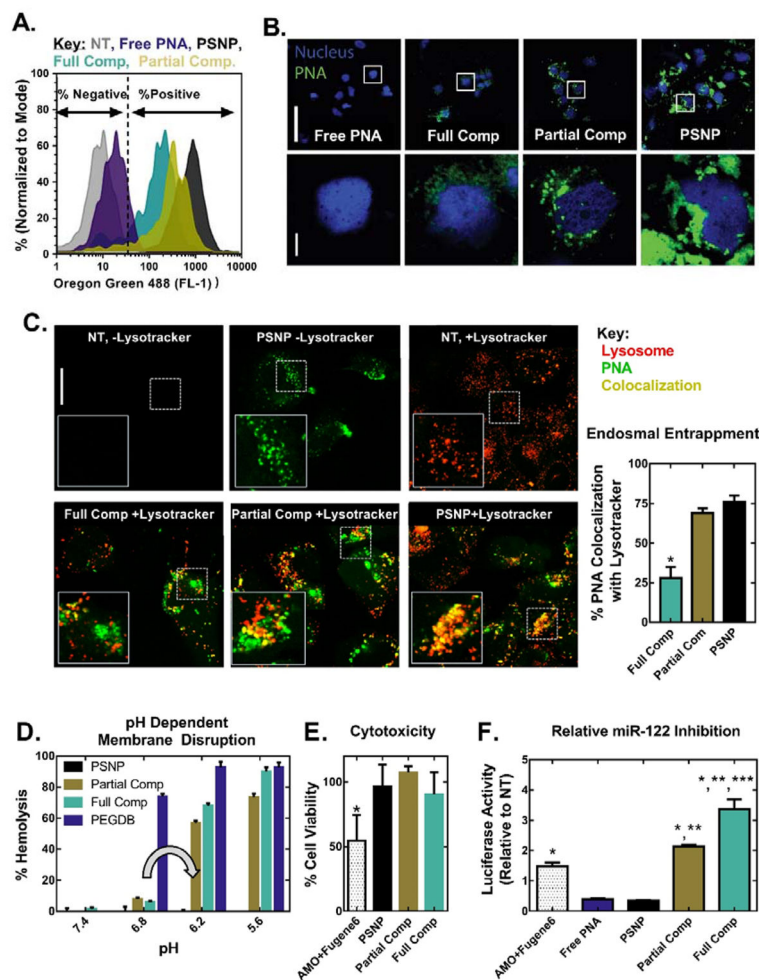 A.
Key: NT, Free PNA, PSNP,
Full Comp, Partial Comp.
100
80
60
40
20
0
% Negative
%Positive
% (Normalized to Mode)
1
10
100
1000
10000
Oregon Green 488 (FL-1)
B.
Nucleus
PNA
Free PNA
Full Comp
Partial Comp
PSNP
C.
NT, -Lysotracker
PSNP -Lysotracker
NT, +Lysotracker
Full Comp +Lysotracker
Partial Comp +Lysotracker
PSNP+Lysotracker
Key:
Lysosome
PNA
Colocalization
Endosmal Entrappment
% PNA Colocalization
with Lysotracker
100
75
50
25
0
*
Full Comp
Partial Com
PSNP
D.
pH Dependent
Membrane Disruption
% Hemolysis
100
90
80
70
60
50
40
30
20
10
0
PSNP
Partial Comp
Full Comp
PEGDB
7.4
6.8
6.2
5.6
pH
E.
Cytotoxicity
% Cell Viability
100
50
0
*
AMO+Fugene6
PSNP
Partial Comp
Full Comp
F.
Relative miR-122 Inhibition
Luciferase Activity
(Relative to NT)
5
4
3
2
1
0
*
*,**
*,**,***
AMO+Fugene6
Free PNA
PSNP
Partial Comp
Full Comp